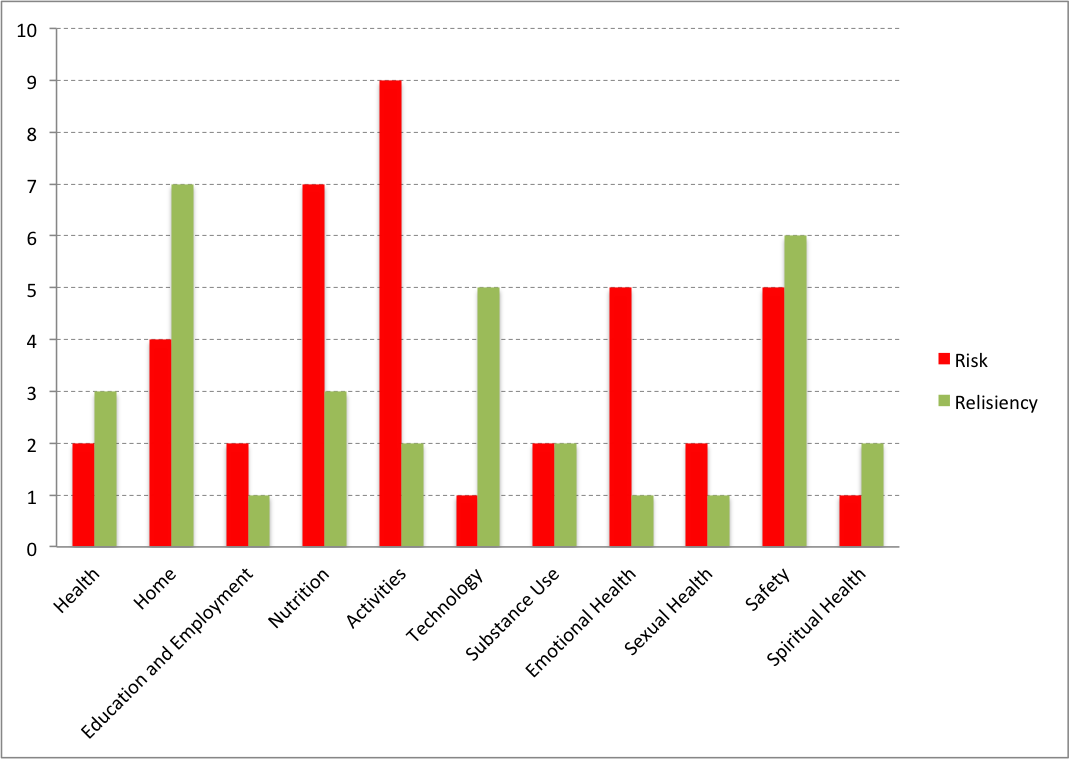 10
9
8
7
6
5
4
3
2
1
0
Health
Home
Education and Employment
Nutrition
Activities
Technology
Substance Use
Emotional Health
Sexual Health
Safety
Spiritual Health
Risk
Relisiency